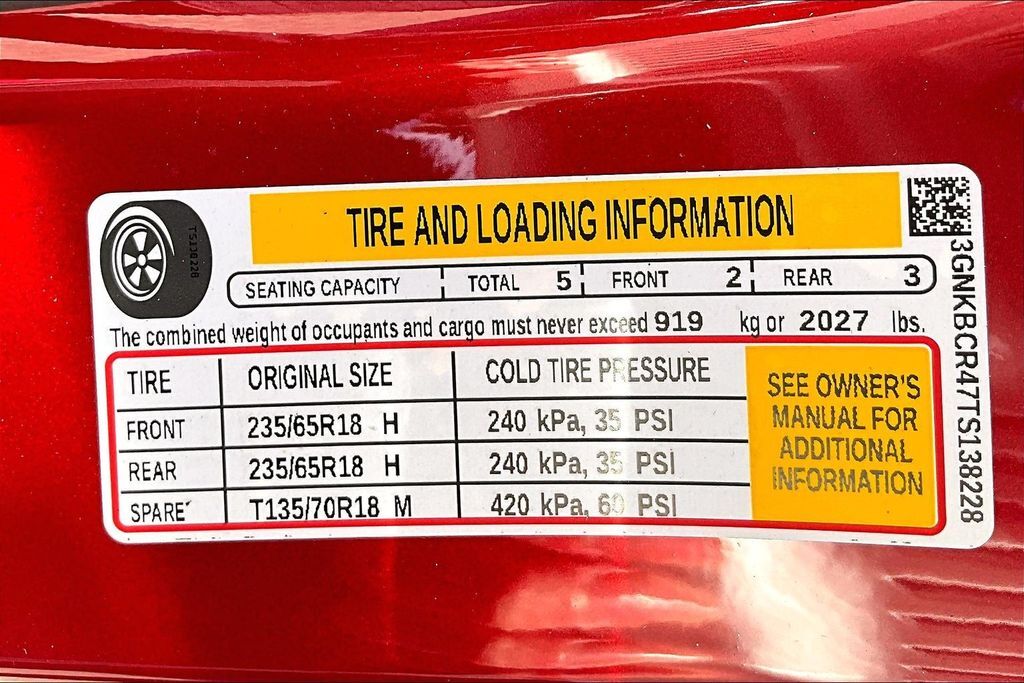 TIRE AND LOADING INFORMATION
SEATING CAPACITY TOTAL 5 FRONT 2 REAR 3
The combined weight of occupants and cargo must never exceed 919 kg or 2027 lbs.
TIRE ORIGINAL SIZE COLD TIRE PRESSURE
FRONT 235/65R18 H 240 kPa, 35 PSI
REAR 235/65R18 H 240 kPa, 35 PSI
SPARE T135/70R18 M 420 kPa, 60 PSI
SEE OWNER'S
MANUAL FOR
ADDITIONAL
INFORMATION
3GNKBCR47TS138228
TS138228